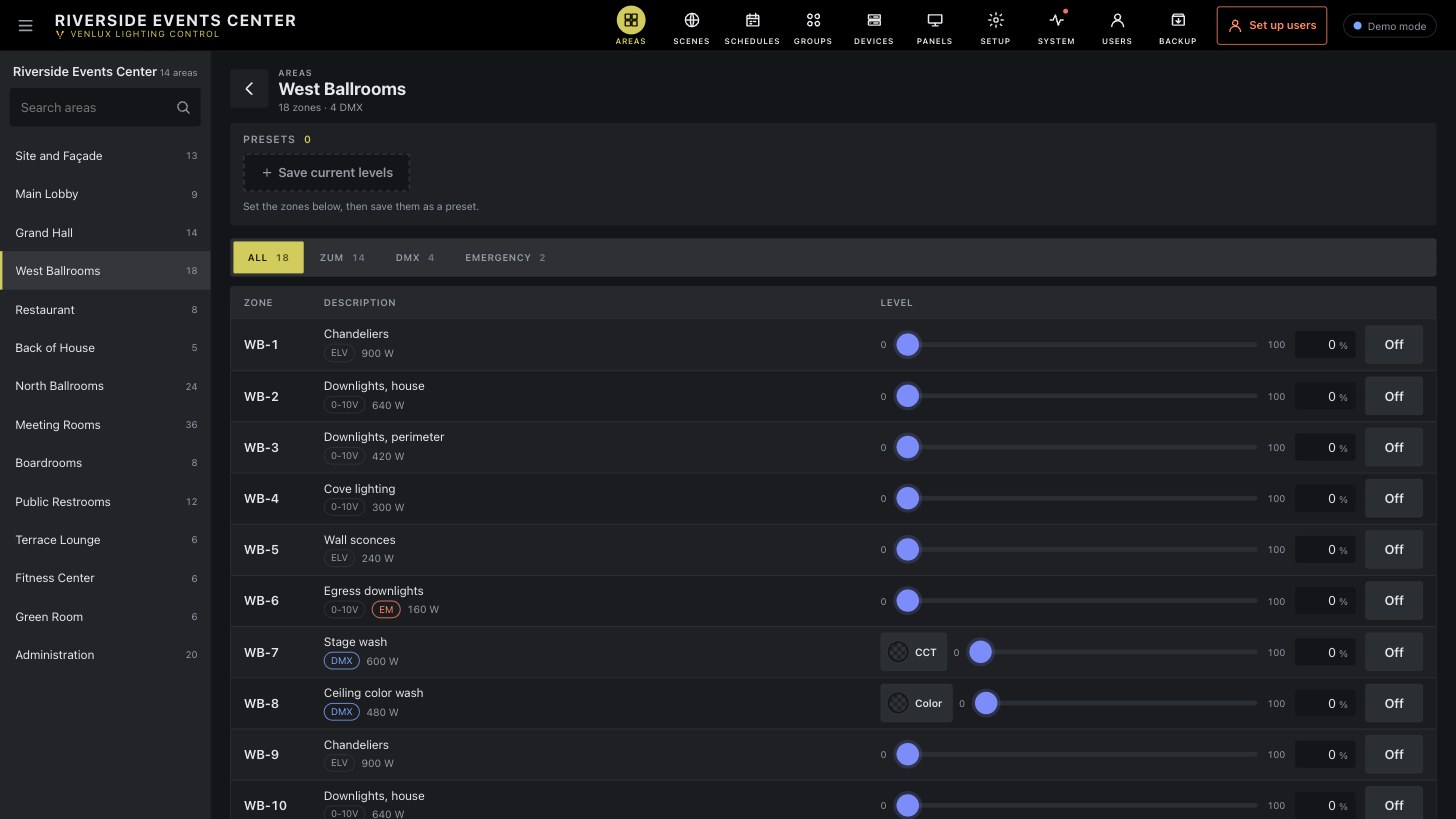 RIVERSIDE EVENTS CENTER
VENLUX LIGHTING CONTROL
AREAS
SCENES
SCHEDULES
GROUPS
DEVICES
PANELS
SETUP
SYSTEM
USERS
BACKUP
Set up users
Demo mode
Riverside Events Center 14 areas
Search areas
Site and Façade 13
Main Lobby 9
Grand Hall 14
West Ballrooms 18
Restaurant 8
Back of House 5
North Ballrooms 24
Meeting Rooms 36
Boardrooms 8
Public Restrooms 12
Terrace Lounge 6
Fitness Center 6
Green Room 6
Administration 20
AREAS
West Ballrooms
18 zones · 4 DMX
PRESETS 0
+ Save current levels
Set the zones below, then save them as a preset.
ALL 18 ZUM 14 DMX 4 EMERGENCY 2
ZONE DESCRIPTION LEVEL
WB-1 Chandeliers 0 100 0 % Off
ELV 900 W
WB-2 Downlights, house 0 100 0 % Off
0-10V 640 W
WB-3 Downlights, perimeter 0 100 0 % Off
0-10V 420 W
WB-4 Cove lighting 0 100 0 % Off
0-10V 300 W
WB-5 Wall sconces 0 100 0 % Off
ELV 240 W
WB-6 Egress downlights 0 100 0 % Off
0-10V EM 160 W
WB-7 Stage wash CCT 0 100 0 % Off
DMX 600 W
WB-8 Ceiling color wash Color 0 100 0 % Off
DMX 480 W
WB-9 Chandeliers 0 100 0 % Off
ELV 900 W
WB-10 Downlights, house 0 100 0 % Off
0-10V 640 W